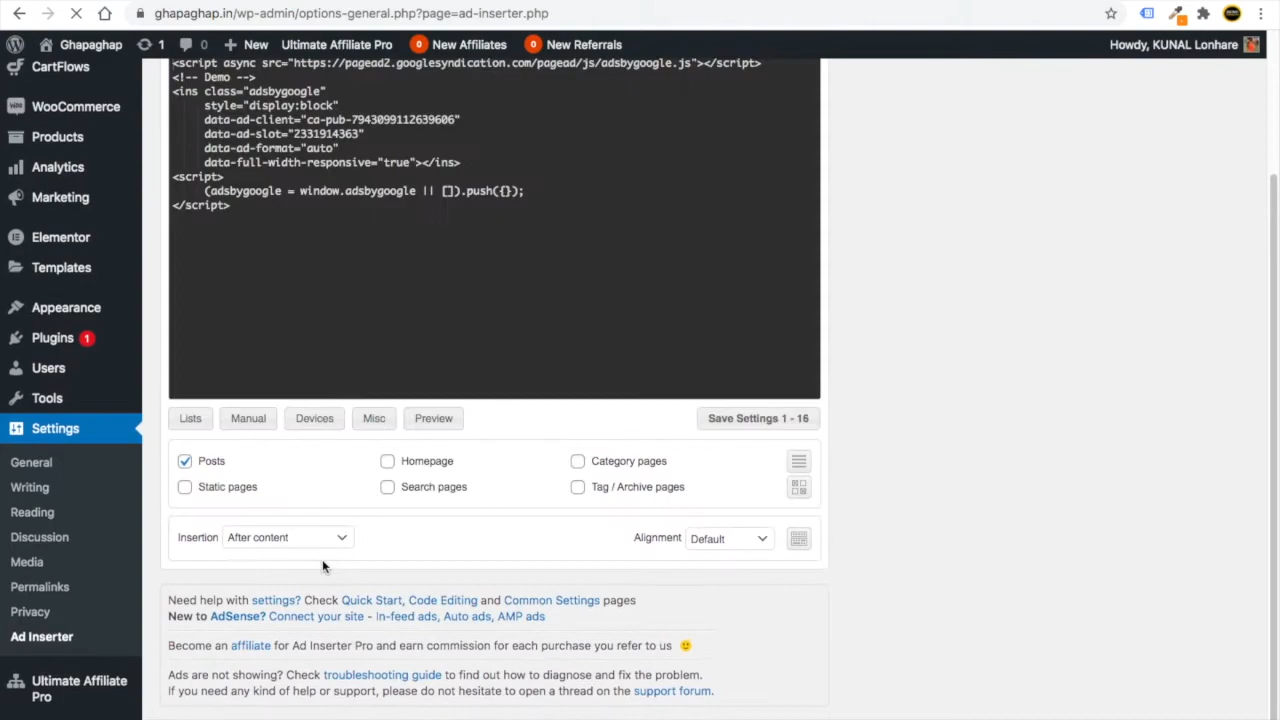 ghapaghap.in/wp-admin/options-general.php?page=ad-inserter.php
Ghapaghap 1 0 New Ultimate Affiliate Pro 0 New Affiliates 0 New Referrals Howdy, KUNAL Lonhare
CartFlows
WooCommerce
Products
Analytics
Marketing
Elementor
Templates
Appearance
Plugins 1
Users
Tools
Settings
General
Writing
Reading
Discussion
Media
Permalinks
Privacy
Ad Inserter
Ultimate Affiliate
Pro
<script async src="https://pagead2.googlesyndication.com/pagead/js/adsbygoogle.js"></script>
<!-- Demo -->
<ins class="adsbygoogle"
style="display:block"
data-ad-client="ca-pub-7943099112639606"
data-ad-slot="2331914363"
data-ad-format="auto"
data-full-width-responsive="true"></ins>
<script>
(adsbygoogle = window.adsbygoogle || []).push({});
</script>
Lists Manual Devices Misc Preview Save Settings 1 - 16
Posts Homepage Category pages
Static pages Search pages Tag / Archive pages
Insertion After content Alignment Default
Need help with settings? Check Quick Start, Code Editing and Common Settings pages
New to AdSense? Connect your site - In-feed ads, Auto ads, AMP ads
Become an affiliate for Ad Inserter Pro and earn commission for each purchase you refer to us
Ads are not showing? Check troubleshooting guide to find out how to diagnose and fix the problem.
If you need any kind of help or support, please do not hesitate to open a thread on the support forum.